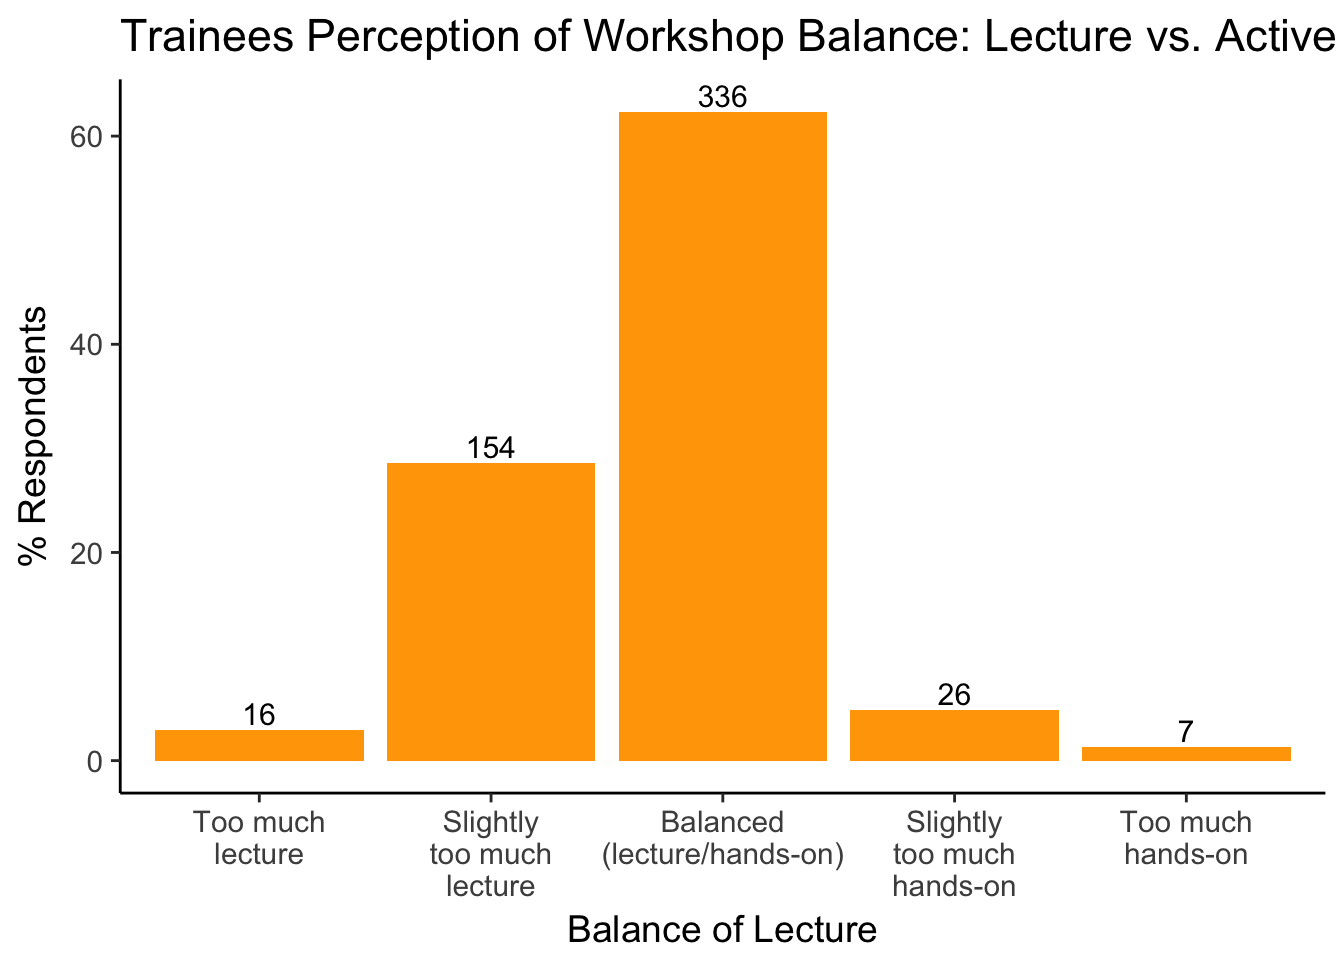 Trainees Perception of Workshop Balance: Lecture vs. Active
336
60
40
154
% Respondents
20
26
16
7
0
Too much
lecture
Slightly
too much
lecture
Balanced
(lecture/hands-on)
Slightly
too much
hands-on
Too much
hands-on
Balance of Lecture